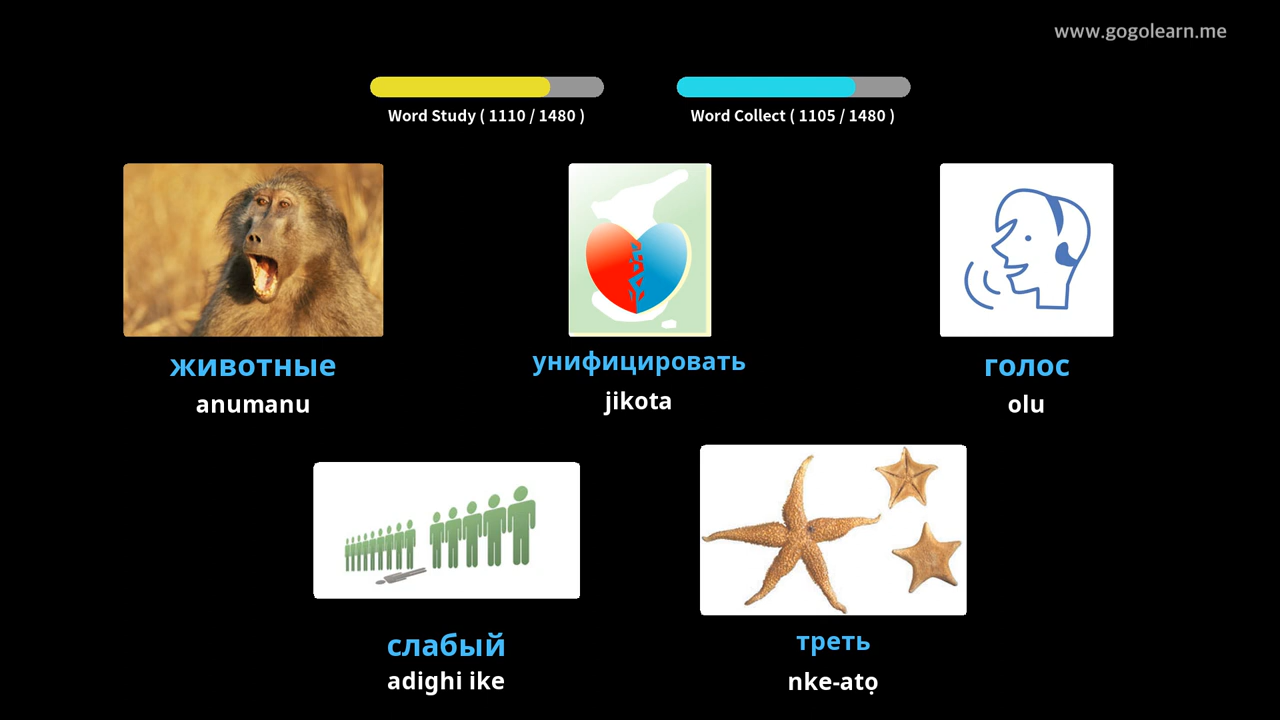 www.gogolearn.me
Word Study ( 1110 / 1480 )
Word Collect ( 1105 / 1480 )
животные
anumanu
унифицировать
jikota
голос
olu
слабый
adighi ike
треть
nke-atọ